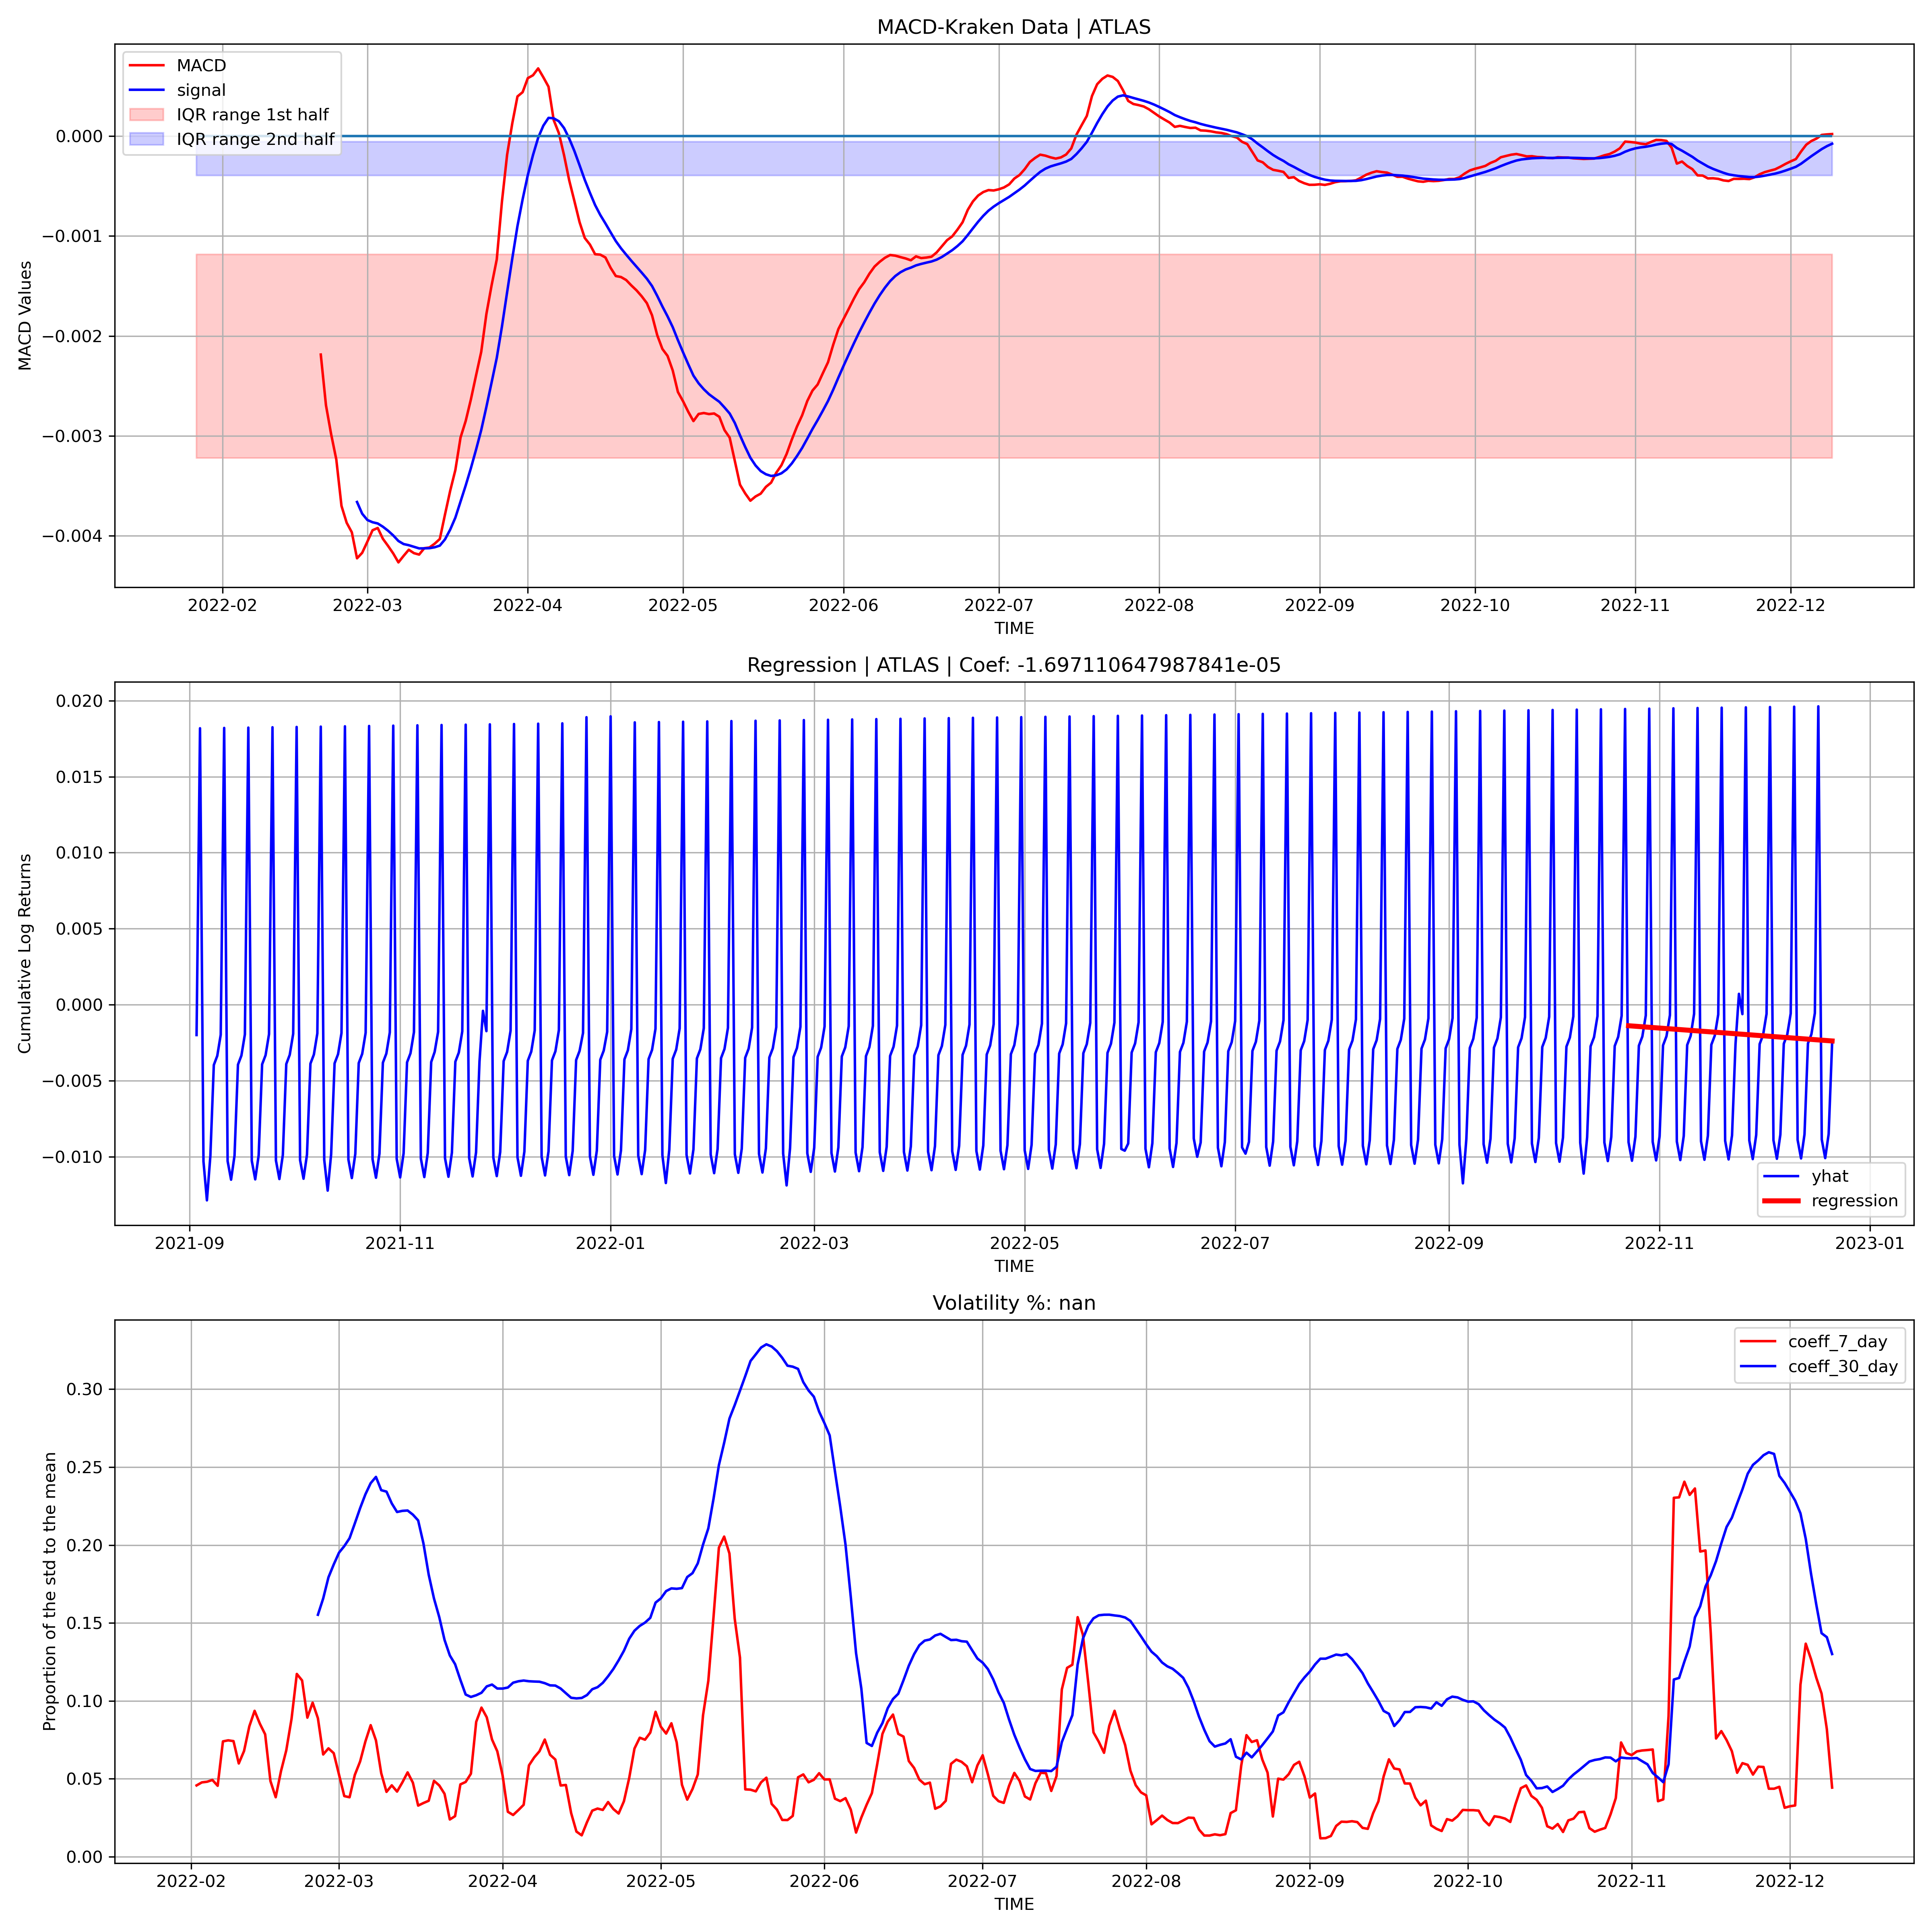 MACD-Kraken Data | ATLAS
MACD
signal
IQR range 1st half
IQR range 2nd half
MACD Values
0.000
−0.001
−0.002
−0.003
−0.004
2022-02 2022-03 2022-04 2022-05 2022-06 2022-07 2022-08 2022-09 2022-10 2022-11 2022-12
TIME
Regression | ATLAS | Coef: -1.697110647987841e-05
Cumulative Log Returns
0.020
0.015
0.010
0.005
0.000
−0.005
−0.010
yhat
regression
2021-09 2021-11 2022-01 2022-03 2022-05 2022-07 2022-09 2022-11 2023-01
TIME
Volatility %: nan
coeff_7_day
coeff_30_day
Proportion of the std to the mean
0.30
0.25
0.20
0.15
0.10
0.05
0.00
2022-02 2022-03 2022-04 2022-05 2022-06 2022-07 2022-08 2022-09 2022-10 2022-11 2022-12
TIME